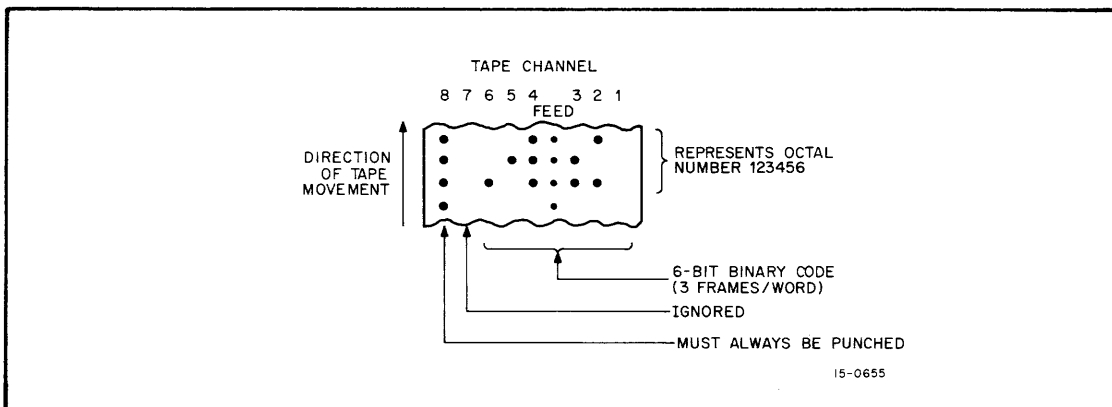 TAPE CHANNEL
8 7 6 5 4 3 2 1
FEED
DIRECTION
OF TAPE
MOVEMENT
REPRESENTS OCTAL
NUMBER 123456
6-BIT BINARY CODE
(3 FRAMES/WORD)
IGNORED
MUST ALWAYS BE PUNCHED
15-0655